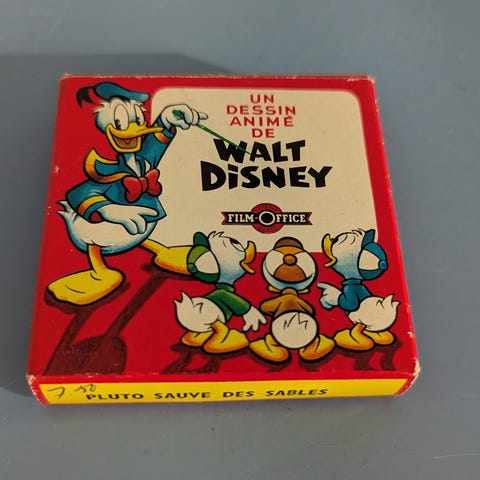 UN
DESSIN
ANIMÉ
DE
WALT
DISNEY
FILM-OFFICE
7.50
PLUTO SAUVE DES SABLES